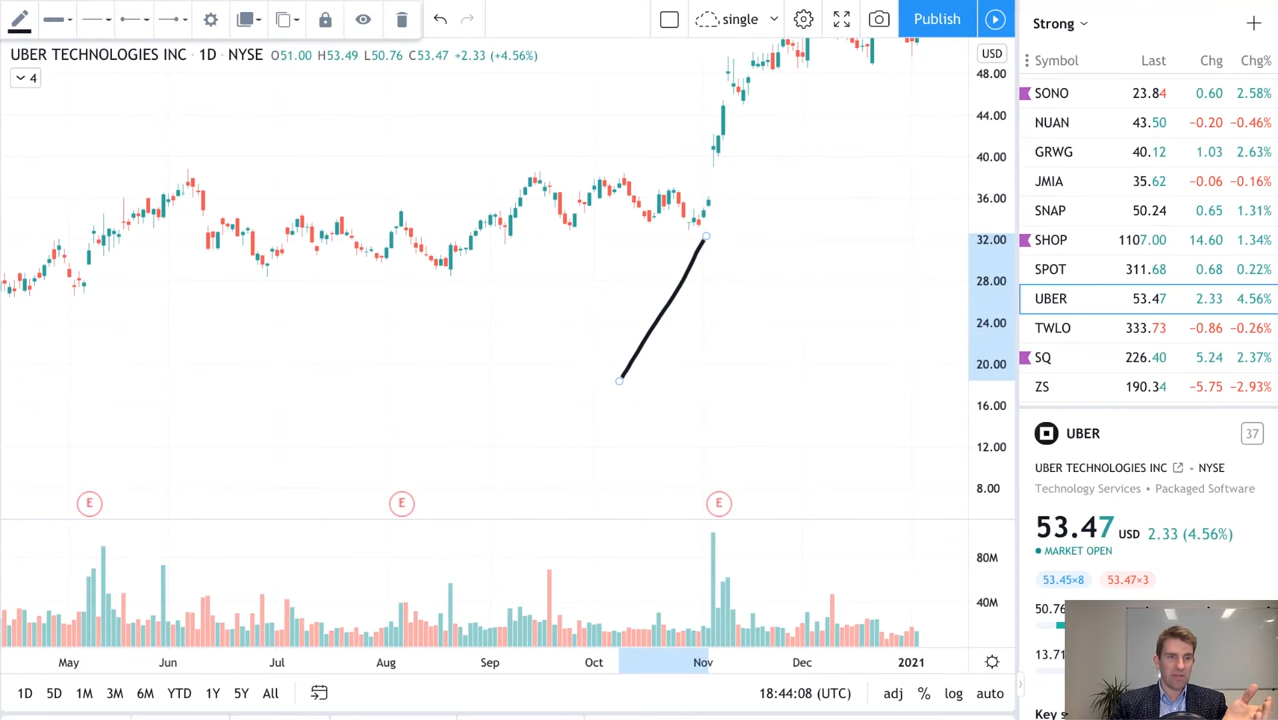 single
Publish
UBER TECHNOLOGIES INC · 1D · NYSE O51.00 H53.49 L50.76 C53.47 +2.33 (+4.56%)
4
USD
48.00
44.00
40.00
36.00
32.00
28.00
24.00
20.00
16.00
12.00
8.00
E E E
80M
40M
May Jun Jul Aug Sep Oct Nov Dec 2021
1D 5D 1M 3M 6M YTD 1Y 5Y All 18:44:08 (UTC) adj % log auto
Strong
Symbol Last Chg Chg%
SONO 23.84 0.60 2.58%
NUAN 43.50 −0.20 −0.46%
GRWG 40.12 1.03 2.63%
JMIA 35.62 −0.06 −0.16%
SNAP 50.24 0.65 1.31%
SHOP 1107.00 14.60 1.34%
SPOT 311.68 0.68 0.22%
UBER 53.47 2.33 4.56%
TWLO 333.73 −0.86 −0.26%
SQ 226.40 5.24 2.37%
ZS 190.34 −5.75 −2.93%
UBER 37
UBER TECHNOLOGIES INC - NYSE
Technology Services • Packaged Software
53.47 USD 2.33 (4.56%)
MARKET OPEN
53.45×8 53.47×3
50.76
13.71
Key s